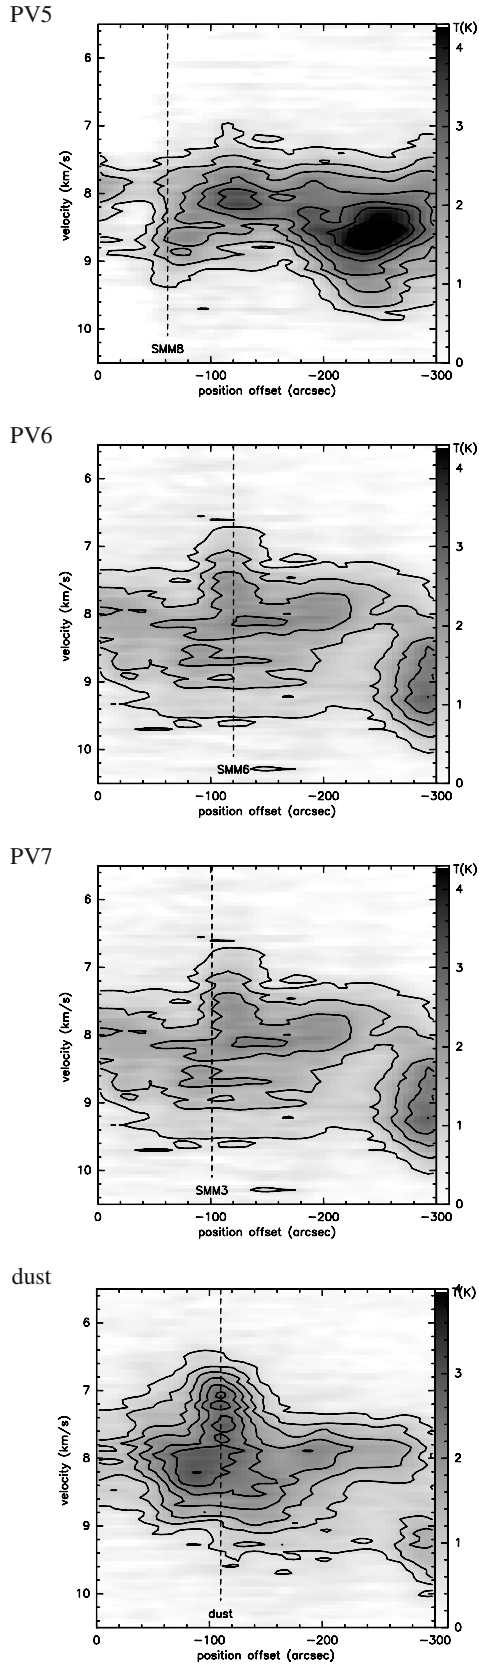 PV5
T(K)
5
6
7
8
9
10
velocity (km/s)
4
3
2
1
0
SMM8
0
−100
−200
−300
position offset (arcsec)
PV6
T(K)
6
7
8
9
10
velocity (km/s)
4
3
2
1
0
SMM6
0
−100
−200
−300
position offset (arcsec)
PV7
T(K)
6
7
8
9
10
velocity (km/s)
4
3
2
1
0
SMM3
0
−100
−200
−300
position offset (arcsec)
dust
T(K)
6
7
8
9
10
velocity (km/s)
4
3
2
1
0
dust
0
−100
−200
−300
position offset (arcsec)